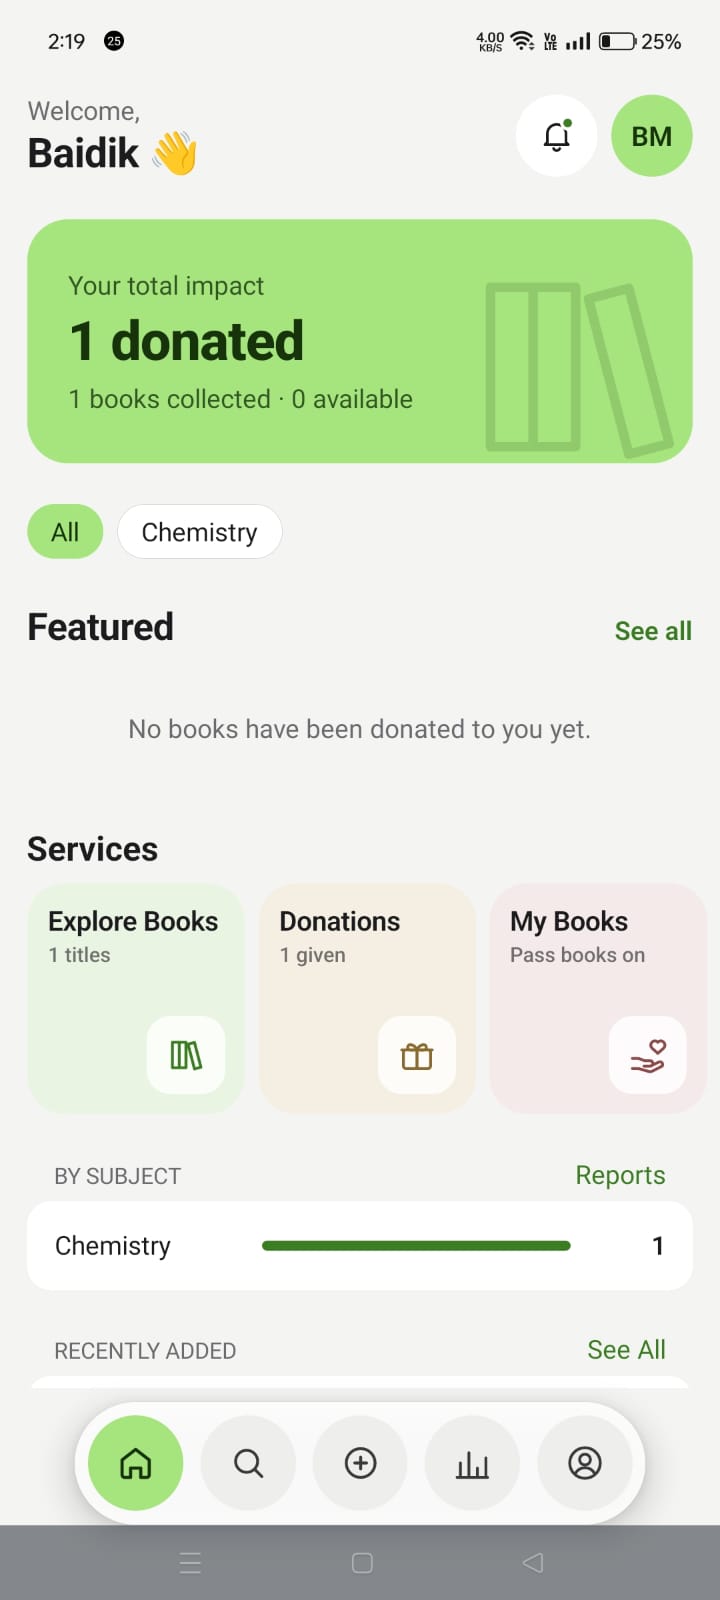 2:19 25 4.00 KB/S Vo LTE 25%
Welcome,
Baidik 👋
BM
Your total impact
1 donated
1 books collected · 0 available
All Chemistry
Featured See all
No books have been donated to you yet.
Services
Explore Books Donations My Books
1 titles 1 given Pass books on
BY SUBJECT Reports
Chemistry 1
RECENTLY ADDED See All